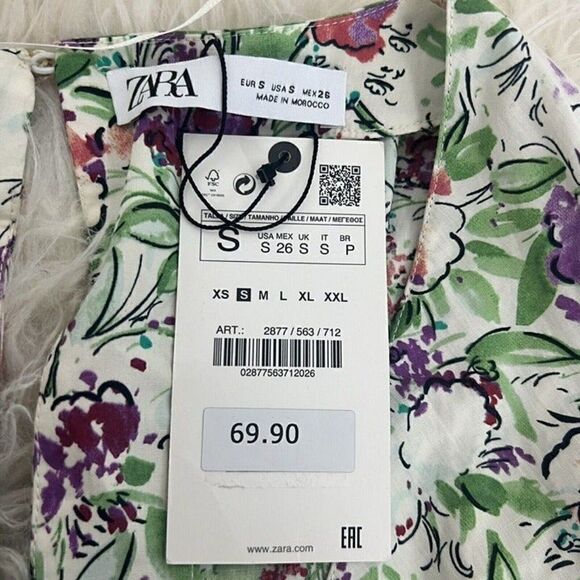 ZARA
EUR S USA S MEX 26
MADE IN MOROCCO
FSC
TALLA / SIZE / TAMANHO / TAILLE / MAAT / ΜΕΓΕΘΟΣ
USA MEX UK IT BR
S S 26 S S P
XS S M L XL XXL
ART.: 2877 / 563 / 712
02877563712026
69.90
www.zara.com EAC